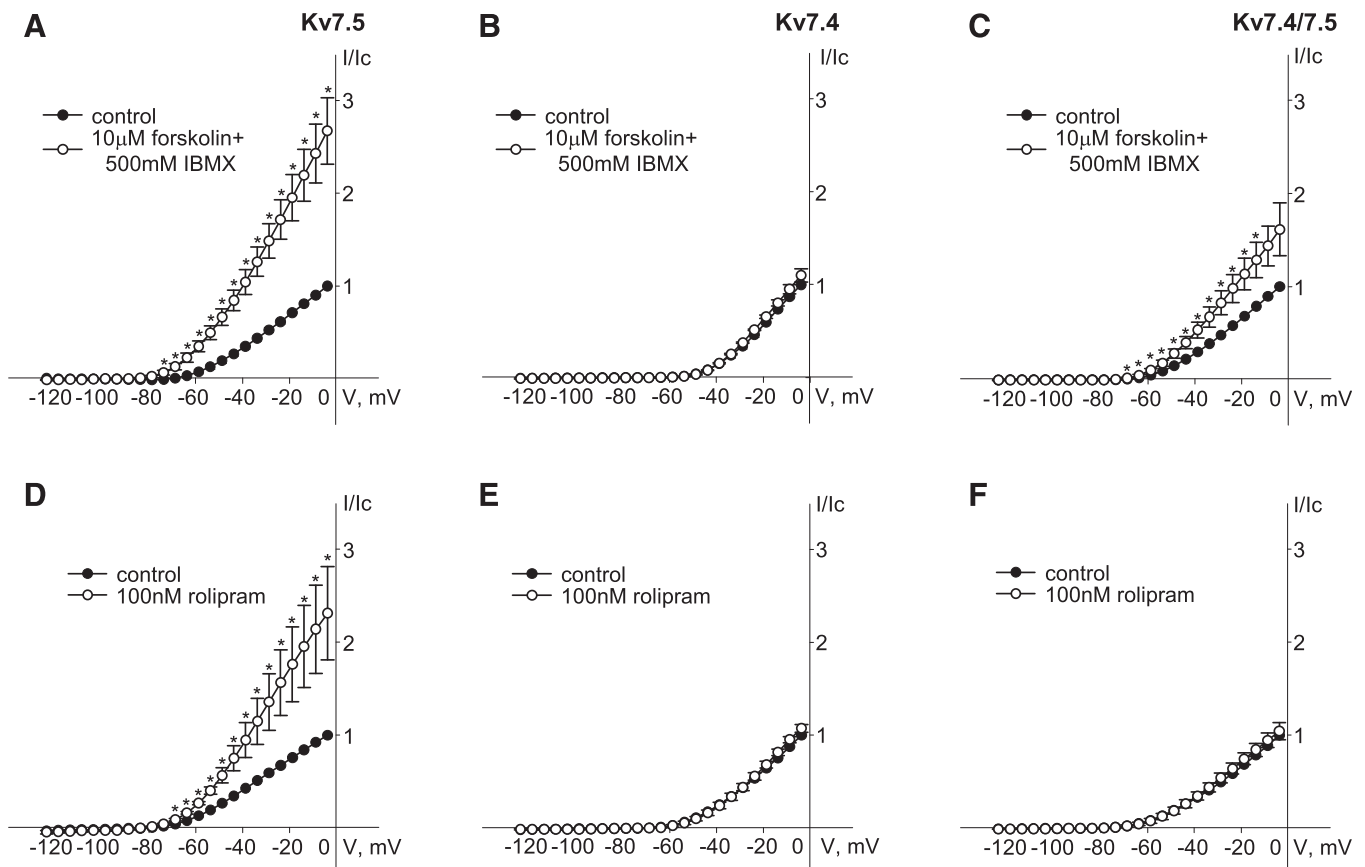 A
Kv7.5
I/Ic
control
10µM forskolin+
500mM IBMX
* * * * * * * * * * * * * * *
3
2
1
-120 -100 -80 -60 -40 -20 0 V, mV
B
Kv7.4
I/Ic
control
10µM forskolin+
500mM IBMX
3
2
1
-120 -100 -80 -60 -40 -20 0 V, mV
C
Kv7.4/7.5
I/Ic
control
10µM forskolin+
500mM IBMX
* * * * * * * * * * * *
3
2
1
-120 -100 -80 -60 -40 -20 0 V, mV
D
I/Ic
control
100nM rolipram
* * * * * * * * * * * * * *
3
2
1
-120 -100 -80 -60 -40 -20 0 V, mV
E
I/Ic
control
100nM rolipram
3
2
1
-120 -100 -80 -60 -40 -20 0 V, mV
F
I/Ic
control
100nM rolipram
3
2
1
-120 -100 -80 -60 -40 -20 0 V, mV